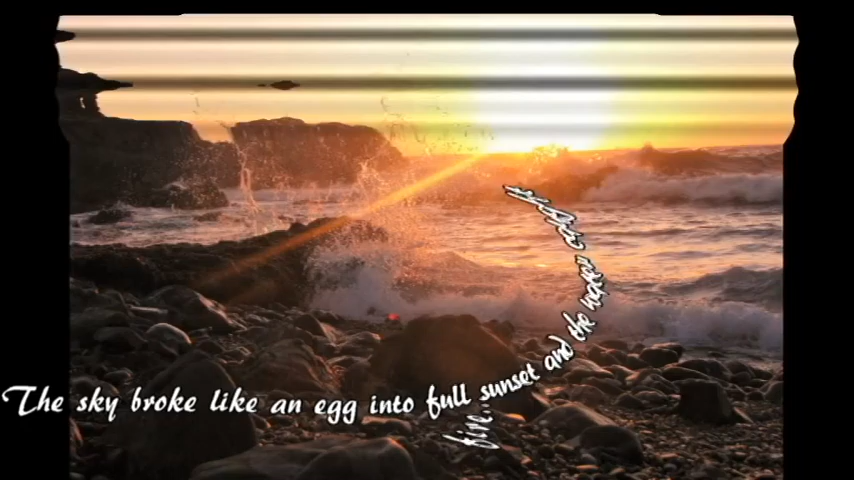 The sky broke like an egg into full sunset and the water caught
fire...